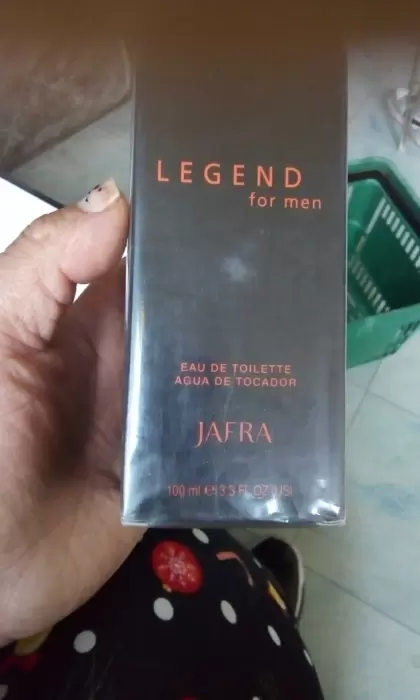 LEGEND
for men
EAU DE TOILETTE
AGUA DE TOCADOR
JAFRA
100 ml ℮ 3.3 FL OZ (US)